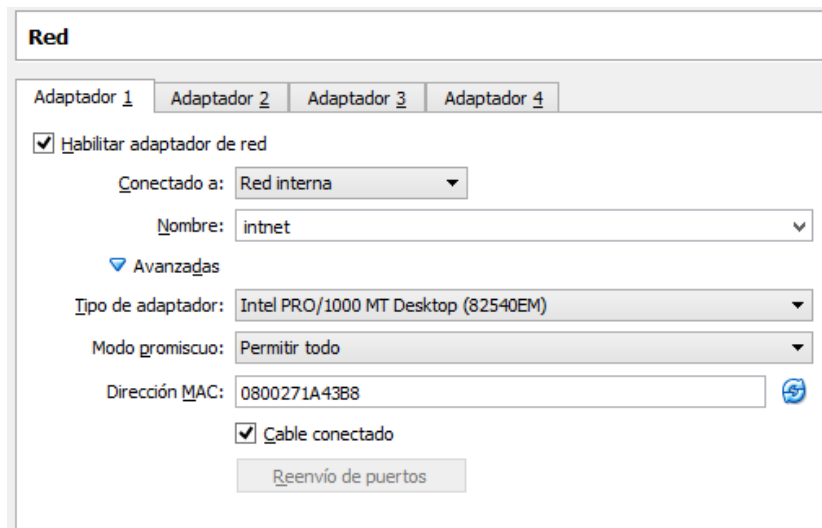 Red
Adaptador 1 Adaptador 2 Adaptador 3 Adaptador 4
Habilitar adaptador de red
Conectado a: Red interna
Nombre: intnet
Avanzadas
Tipo de adaptador: Intel PRO/1000 MT Desktop (82540EM)
Modo promiscuo: Permitir todo
Dirección MAC: 0800271A43B8
Cable conectado
Reenvío de puertos